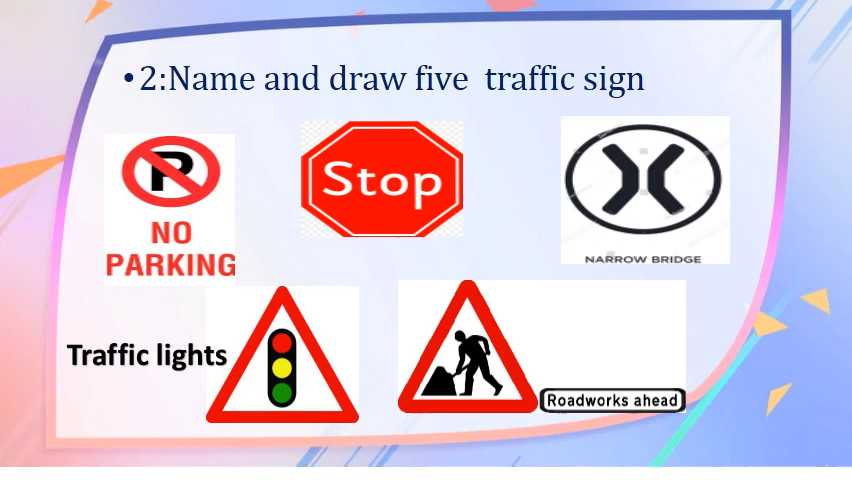 • 2:Name and draw five traffic sign
P
NO
PARKING
Stop
NARROW BRIDGE
Traffic lights
Roadworks ahead